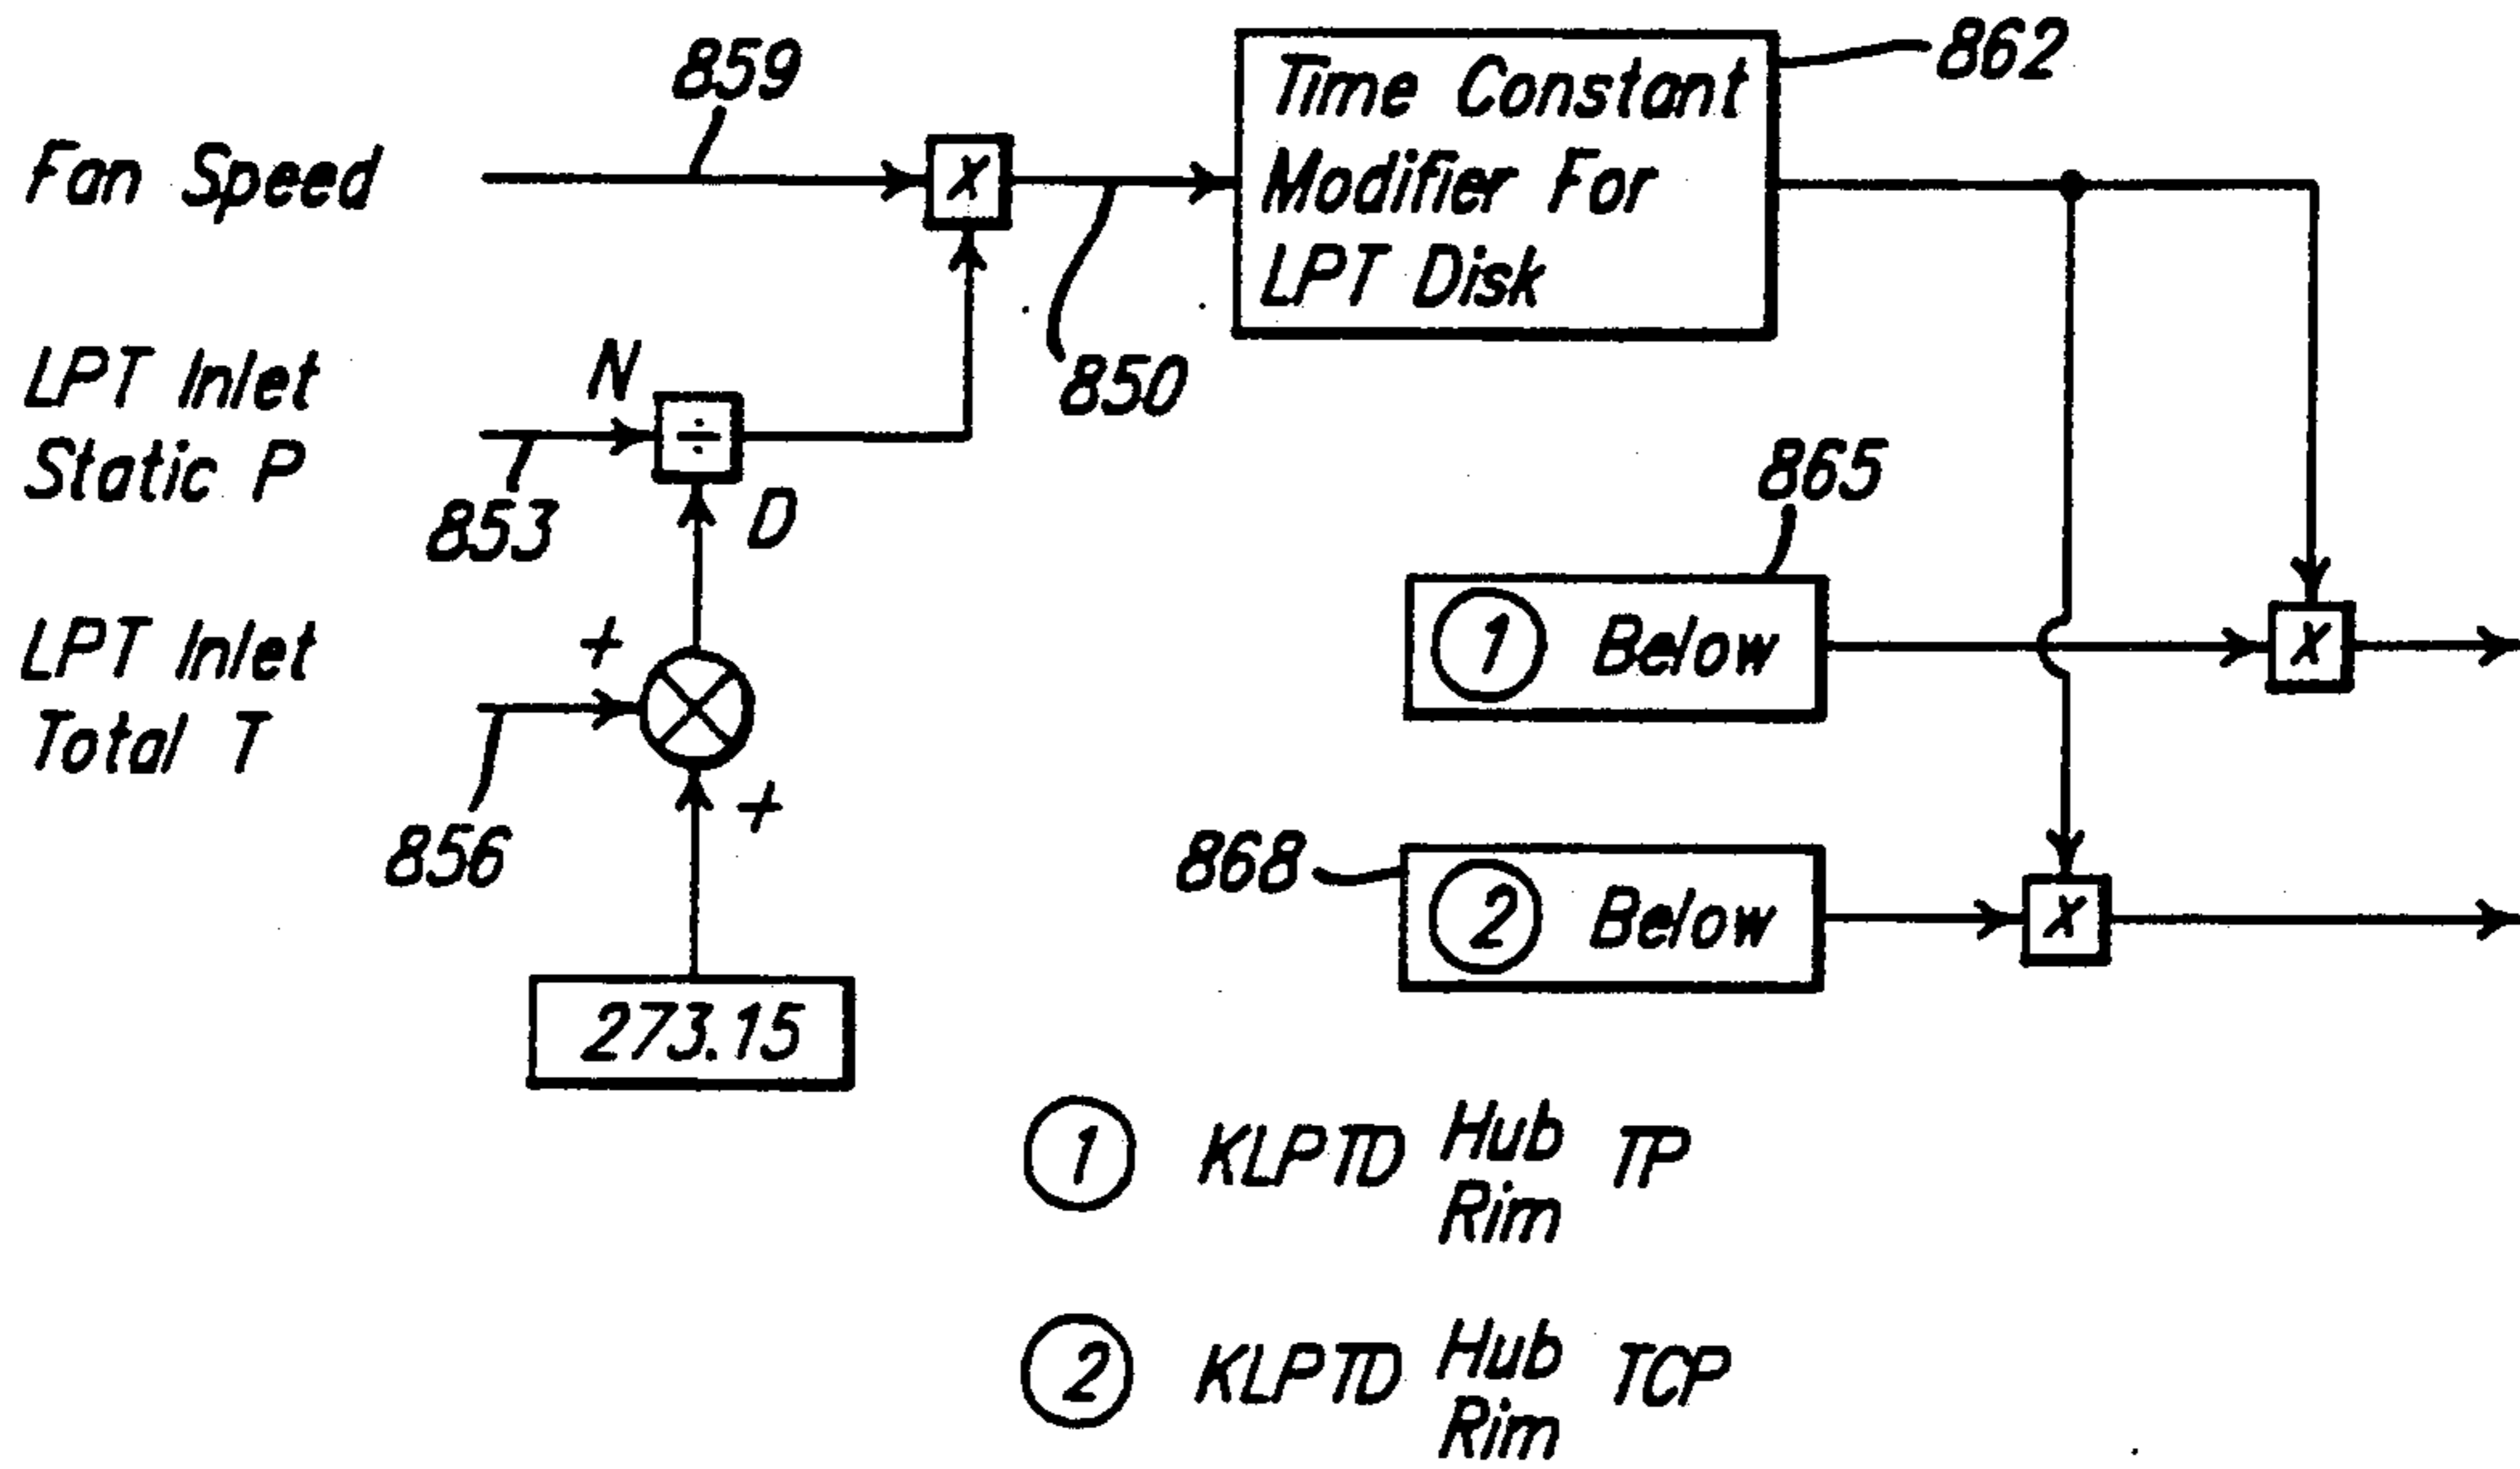 859
862
Fan Speed
X
Time Constant
Modifier For
LPT Disk
850
LPT Inlet
Static P
N
÷
D
853
865
LPT Inlet
Total T
+
+
856
1 Below
X
868
2 Below
X
273.15
1 KLPTD Hub Rim TP
2 KLPTD Hub Rim TCP